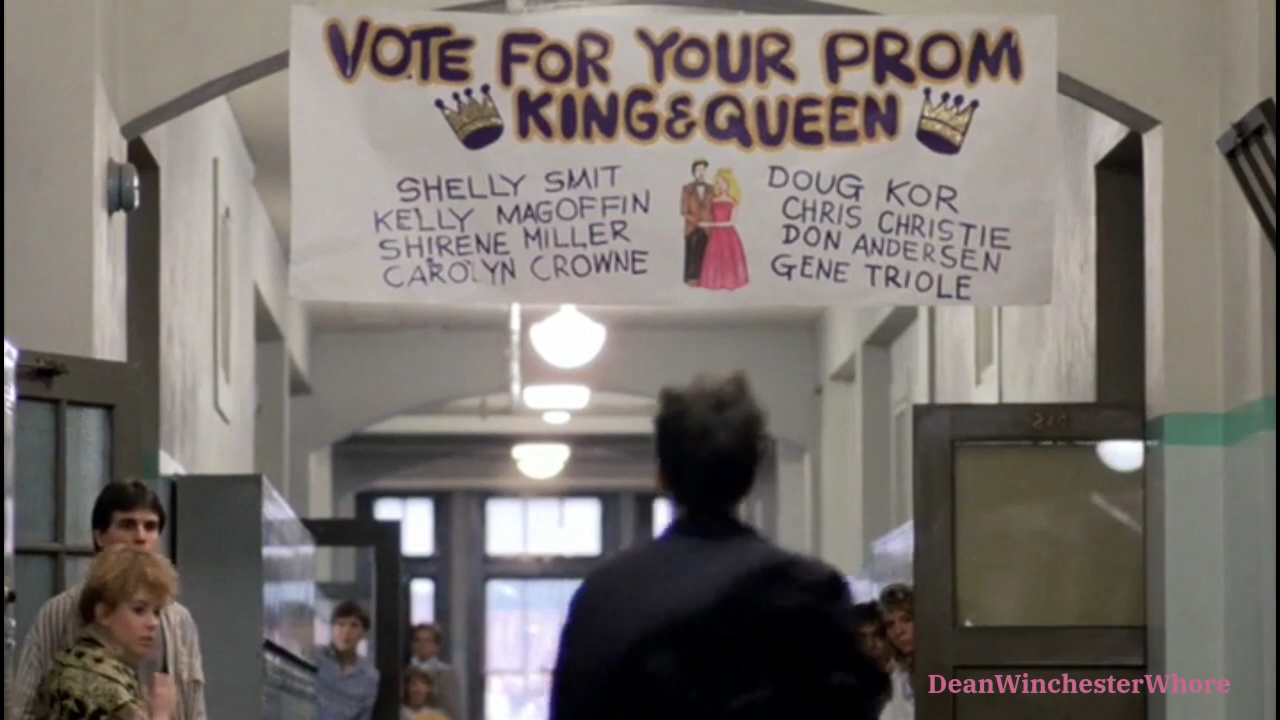 VOTE FOR YOUR PROM
KING&QUEEN
SHELLY SMIT
KELLY MAGOFFIN
SHIRENE MILLER
CAROLYN CROWNE
DOUG KOR
CHRIS CHRISTIE
DON ANDERSEN
GENE TRIOLE
DeanWinchesterWhore